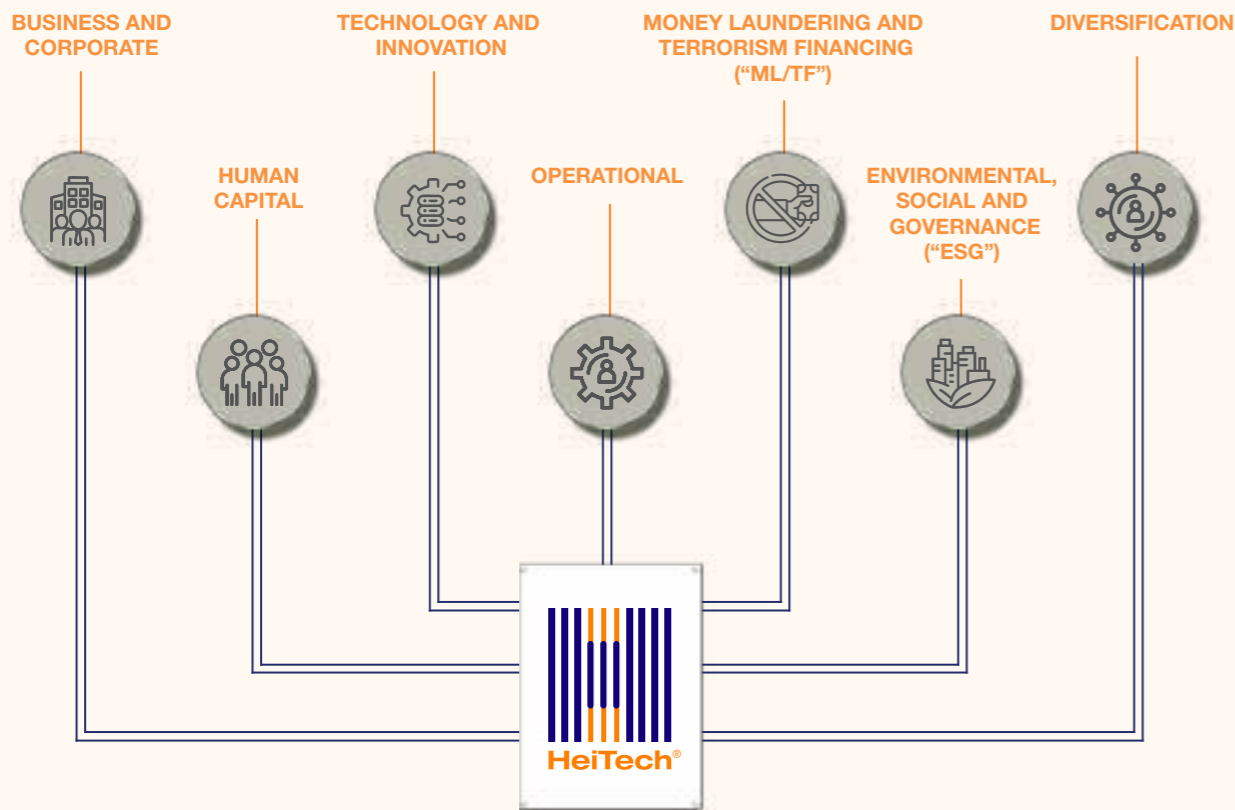 BUSINESS AND
CORPORATE
TECHNOLOGY AND
INNOVATION
MONEY LAUNDERING AND
TERRORISM FINANCING
(“ML/TF”)
DIVERSIFICATION
HUMAN
CAPITAL
OPERATIONAL
ENVIRONMENTAL,
SOCIAL AND
GOVERNANCE
(“ESG”)
HeiTech®